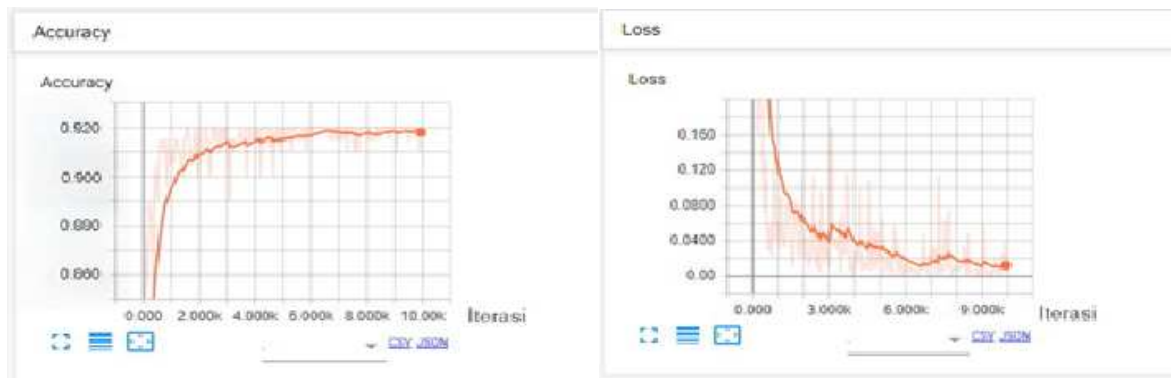 Accuracy
Accuracy
0.920
0.900
0.880
0.860
0.000 2.000k 4.000k 6.000k 8.000k 10.00k Iterasi
CSV JSON
Loss
Loss
0.150
0.120
0.0800
0.0400
0.00
0.000 3.000k 6.000k 9.000k Iterasi
CSV JSON